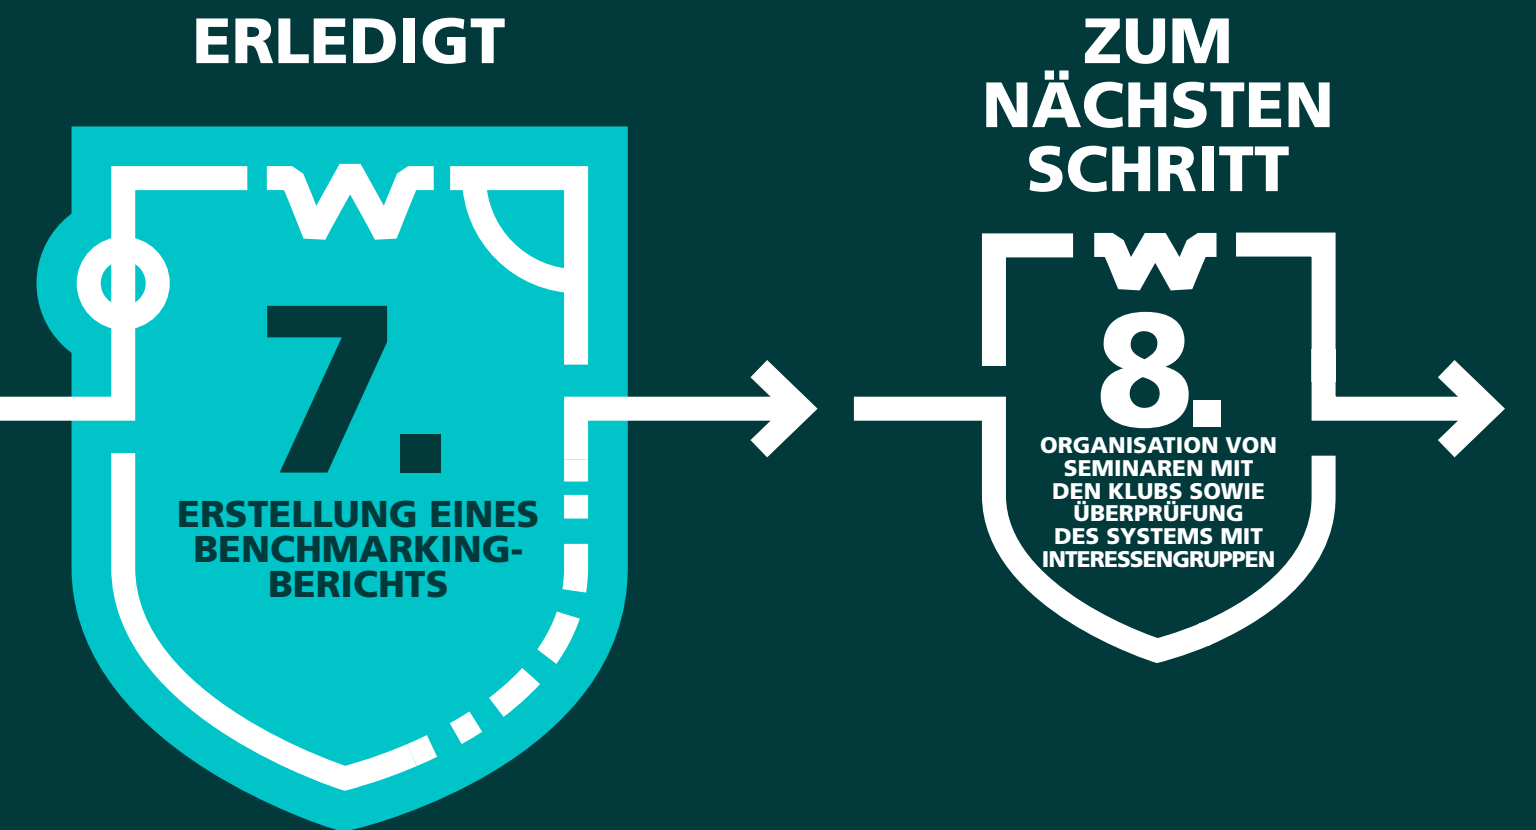 ERLEDIGT
7.
ERSTELLUNG EINES
BENCHMARKING-
BERICHTS
ZUM
NÄCHSTEN
SCHRITT
8.
ORGANISATION VON
SEMINAREN MIT
DEN KLUBS SOWIE
ÜBERPRÜFUNG
DES SYSTEMS MIT
INTERESSENGRUPPEN